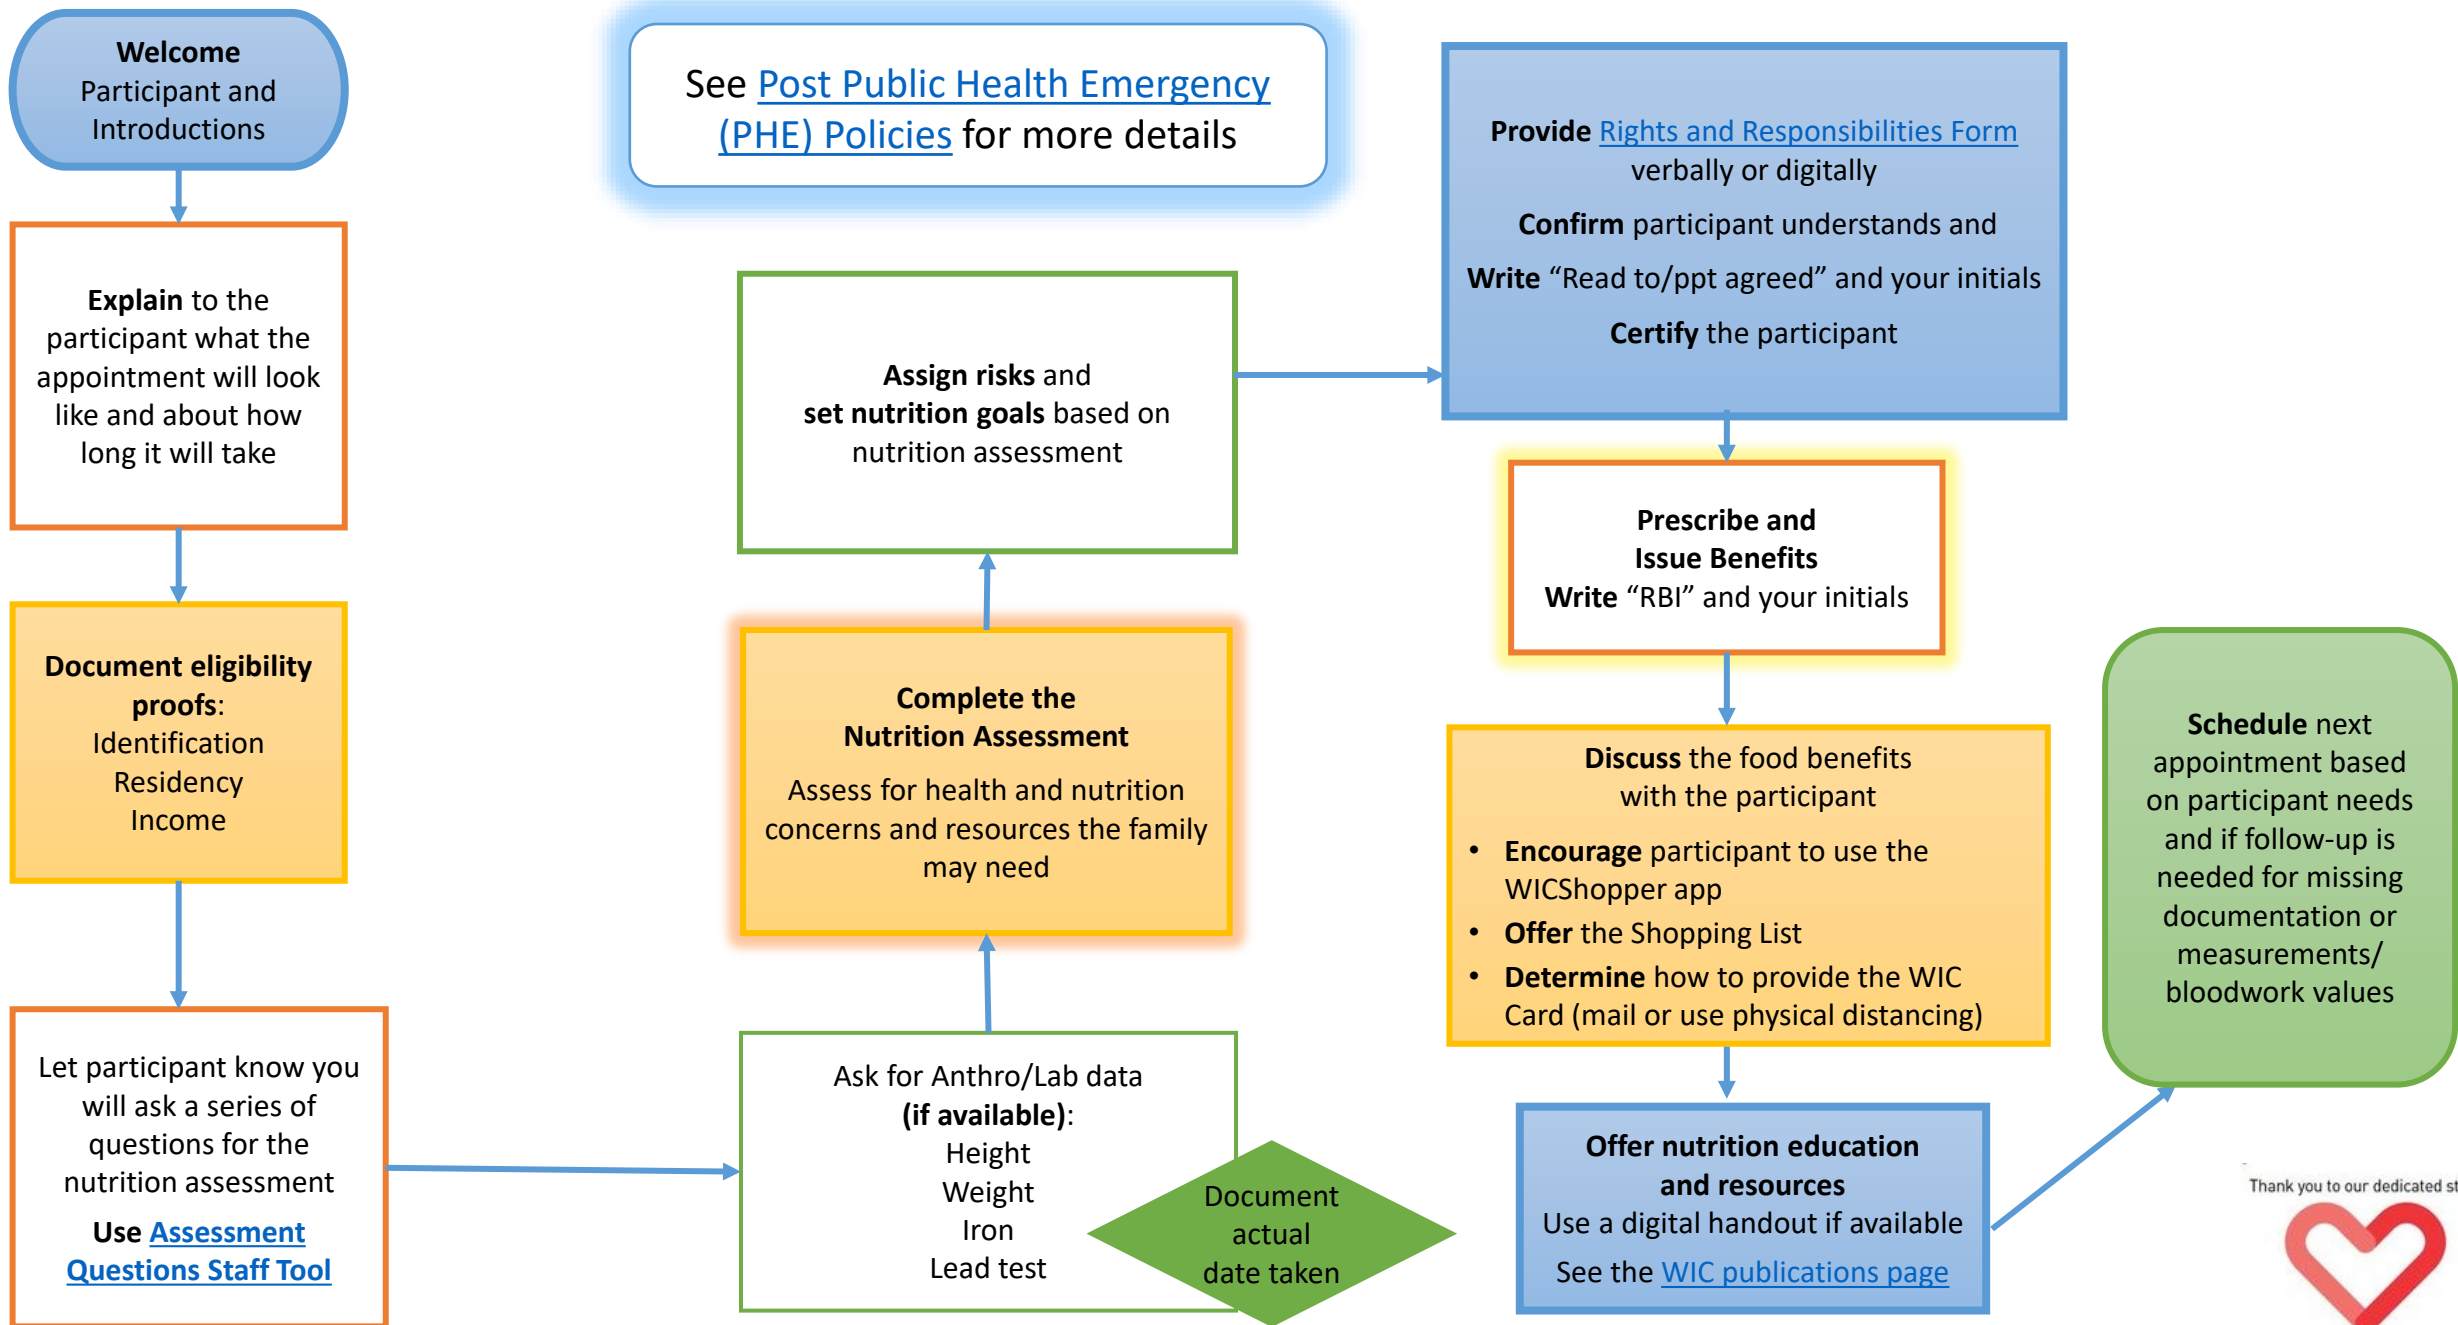 Welcome
Participant and
Introductions
Explain to the
participant what the
appointment will look
like and about how
long it will take
Document eligibility
proofs:
Identification
Residency
Income
Let participant know you
will ask a series of
questions for the
nutrition assessment
Use Assessment
Questions Staff Tool
See Post Public Health Emergency
(PHE) Policies for more details
Ask for Anthro/Lab data
(if available):
Height
Weight
Iron
Lead test
Document
actual
date taken
Complete the
Nutrition Assessment
Assess for health and nutrition
concerns and resources the family
may need
Assign risks and
set nutrition goals based on
nutrition assessment
Provide Rights and Responsibilities Form
verbally or digitally
Confirm participant understands and
Write “Read to/ppt agreed” and your initials
Certify the participant
Prescribe and
Issue Benefits
Write “RBI” and your initials
Discuss the food benefits
with the participant
• Encourage participant to use the
WICShopper app
• Offer the Shopping List
• Determine how to provide the WIC
Card (mail or use physical distancing)
Offer nutrition education
and resources
Use a digital handout if available
See the WIC publications page
Schedule next
appointment based
on participant needs
and if follow-up is
needed for missing
documentation or
measurements/
bloodwork values
Thank you to our dedicated st